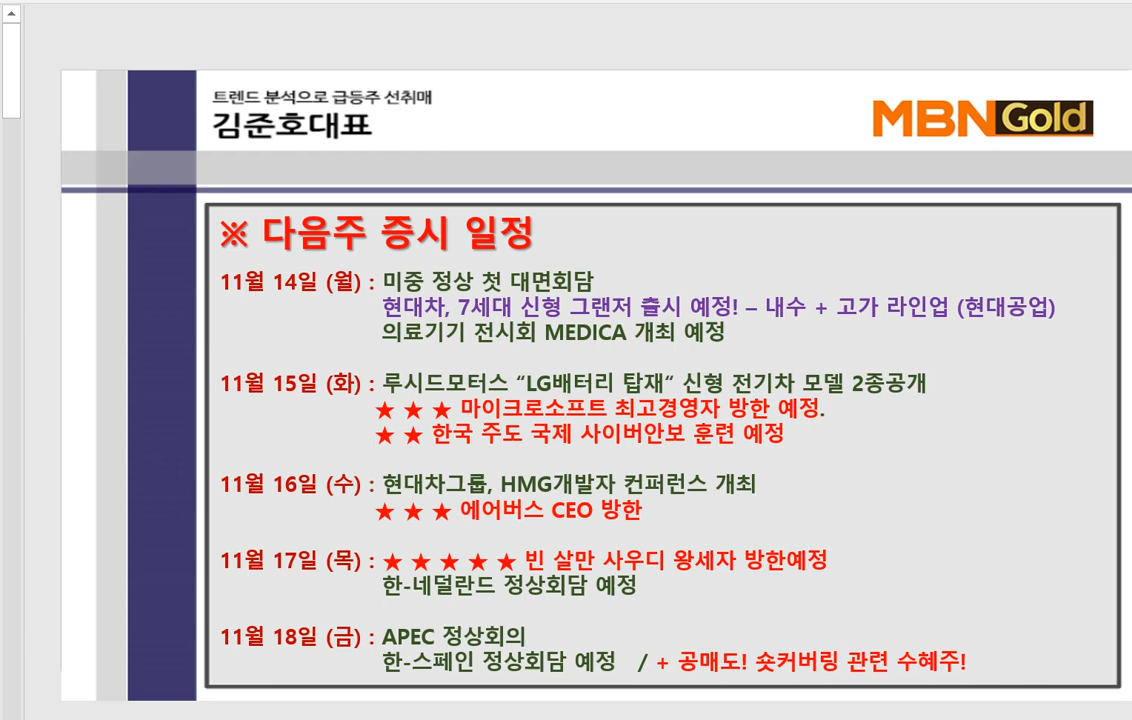 트렌드 분석으로 급등주 선취매
김준호대표
MBN Gold
※ 다음주 증시 일정
11월 14일 (월) : 미중 정상 첫 대면회담
현대차, 7세대 신형 그랜저 출시 예정! – 내수 + 고가 라인업 (현대공업)
의료기기 전시회 MEDICA 개최 예정
11월 15일 (화) : 루시드모터스 “LG배터리 탑재” 신형 전기차 모델 2종공개
★ ★ ★ 마이크로소프트 최고경영자 방한 예정.
★ ★ 한국 주도 국제 사이버안보 훈련 예정
11월 16일 (수) : 현대차그룹, HMG개발자 컨퍼런스 개최
★ ★ ★ 에어버스 CEO 방한
11월 17일 (목) : ★ ★ ★ ★ ★ 빈 살만 사우디 왕세자 방한예정
한-네덜란드 정상회담 예정
11월 18일 (금) : APEC 정상회의
한-스페인 정상회담 예정 / + 공매도! 숏커버링 관련 수혜주!